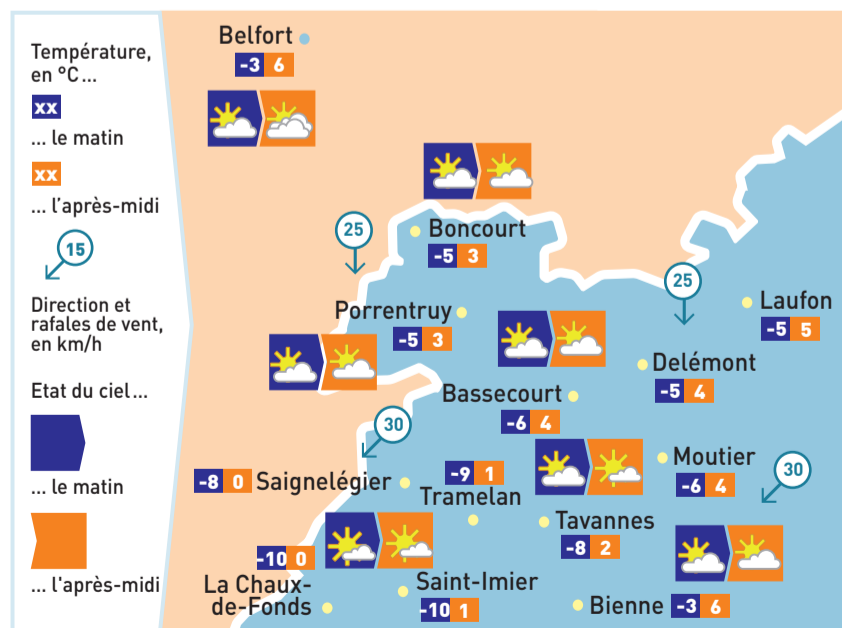 Température,
en °C...
xx
... le matin
xx
... l'après-midi
15
Direction et
rafales de vent,
en km/h
Etat du ciel...
... le matin
... l'après-midi
Belfort
-3 6
25
Boncourt
-5 3
25
Laufon
-5 5
Porrentruy
-5 3
Delémont
-5 4
Bassecourt
-6 4
30
Moutier
-6 4
30
-8 0 Saignelégier
-9 1
Tramelan
Tavannes
-8 2
-10 0
La Chaux-
de-Fonds
Saint-Imier
-10 1
Bienne -3 6